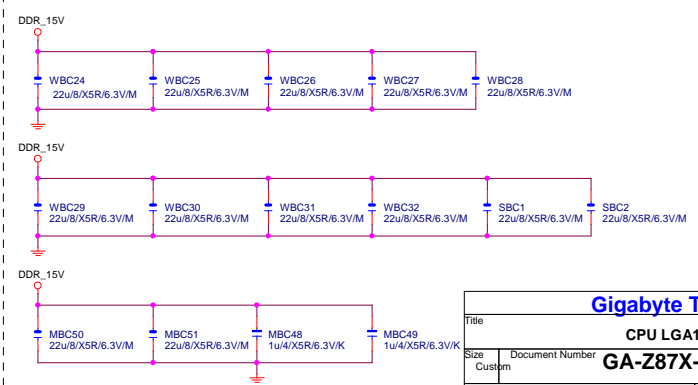 DDR_15V
WBC24 WBC25 WBC26 WBC27 WBC28
22u/8/X5R/6.3V/M 22u/8/X5R/6.3V/M 22u/8/X5R/6.3V/M 22u/8/X5R/6.3V/M 22u/8/X5R/6.3V/M
DDR_15V
WBC29 WBC30 WBC31 WBC32 SBC1 SBC2
22u/8/X5R/6.3V/M 22u/8/X5R/6.3V/M 22u/8/X5R/6.3V/M 22u/8/X5R/6.3V/M 22u/8/X5R/6.3V/M 22u/8/X5R/6.3V/M
DDR_15V
MBC50 MBC51 MBC48 MBC49
22u/8/X5R/6.3V/M 22u/8/X5R/6.3V/M 1u/4/X5R/6.3V/K 1u/4/X5R/6.3V/K
Gigabyte T
Title
CPU LGA1
Size Document Number GA-Z87X-
Custom